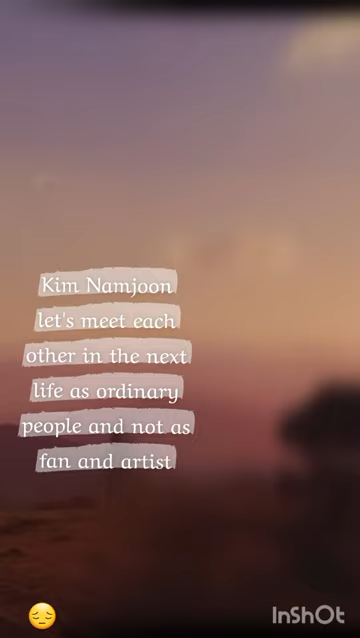 Kim Namjoon
let's meet each
other in the next
life as ordinary
people and not as
fan and artist
InShOt